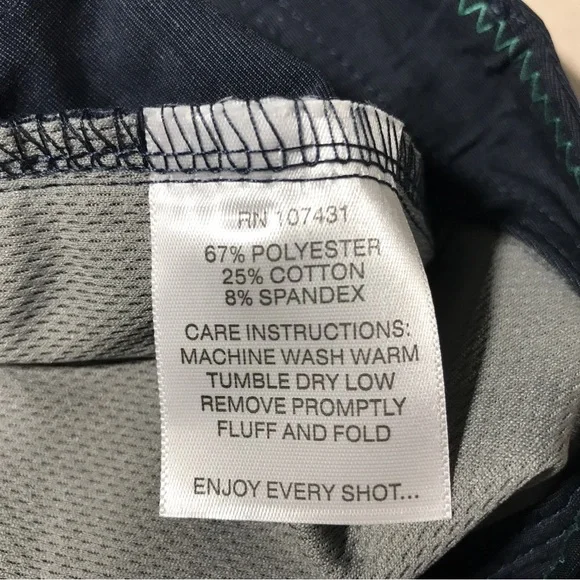 RN 107431
67% POLYESTER
25% COTTON
8% SPANDEX
CARE INSTRUCTIONS:
MACHINE WASH WARM
TUMBLE DRY LOW
REMOVE PROMPTLY
FLUFF AND FOLD
ENJOY EVERY SHOT...